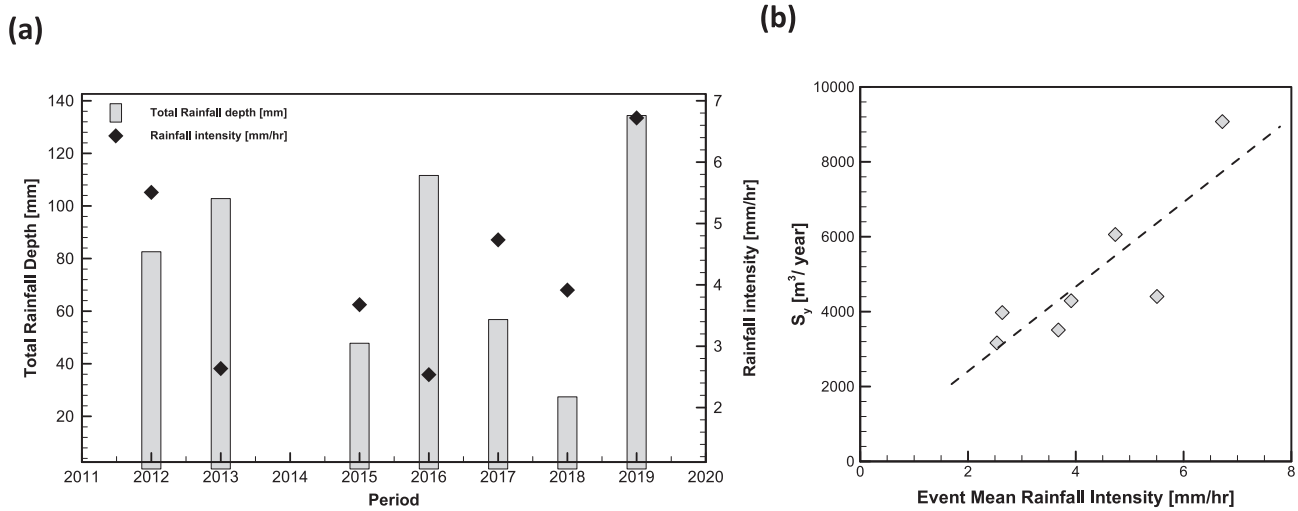 (a)
(b)
Total Rainfall depth [mm]
Rainfall intensity [mm/hr]
140
120
100
80
60
40
20
Total Rainfall Depth [mm]
7
6
5
4
3
2
Rainfall intensity [mm/hr]
2011 2012 2013 2014 2015 2016 2017 2018 2019 2020
Period
10000
8000
6000
4000
2000
0
Sy [m³/ year]
0 2 4 6 8
Event Mean Rainfall Intensity [mm/hr]